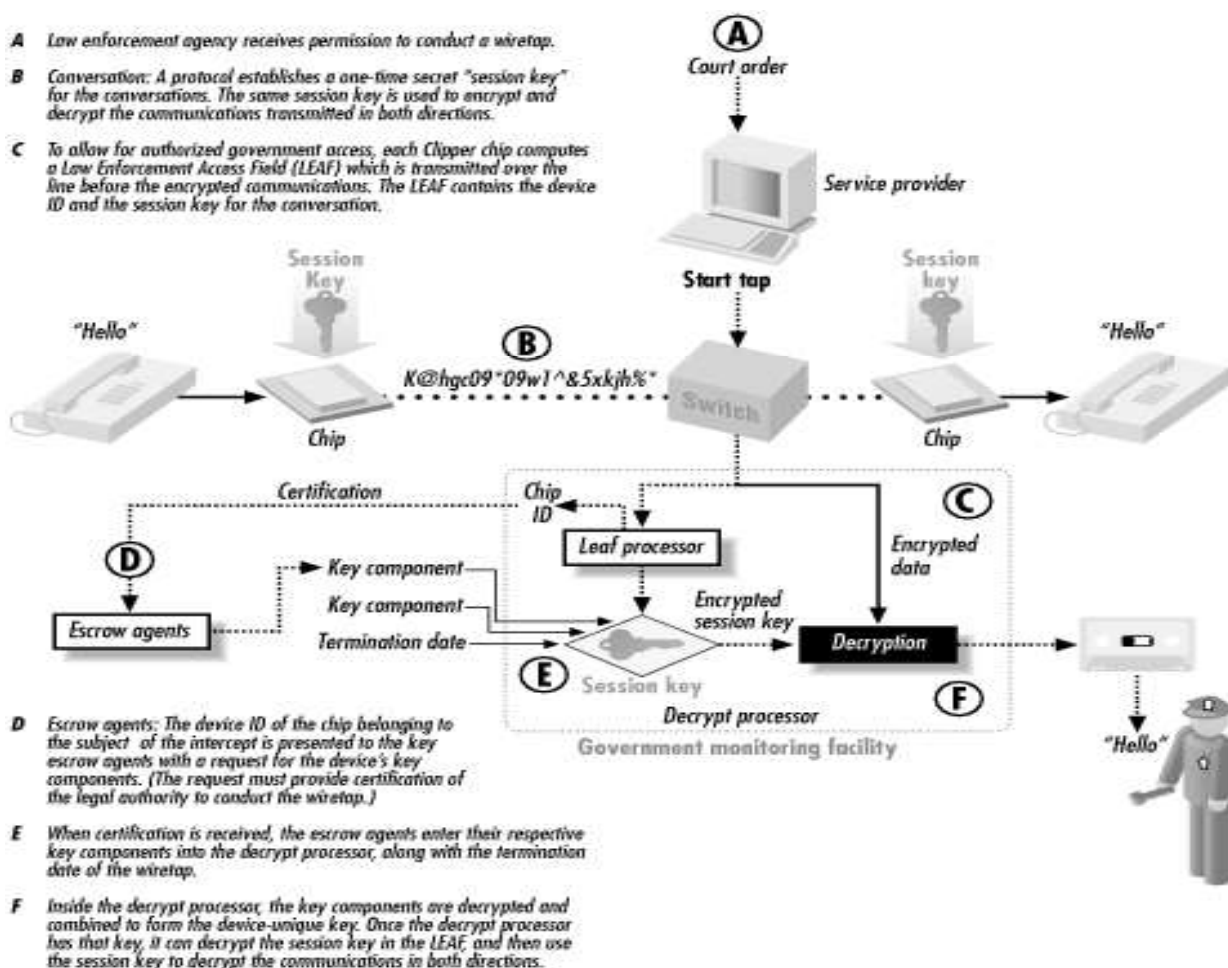 A Law enforcement agency receives permission to conduct a wiretap.
B Conversation: A protocol establishes a one-time secret "session key"
for the conversations. The same session key is used to encrypt and
decrypt the communications transmitted in both directions.
C To allow for authorized government access, each Clipper chip computes
a Law Enforcement Access Field (LEAF) which is transmitted over the
line before the encrypted communications. The LEAF contains the device
ID and the session key for the conversation.
A
Court order
Service provider
Start tap
Session
Key
Session
key
"Hello"
B
K@hgc09*09w1^&5xkjh%*
Switch
"Hello"
Chip
Chip
Certification
Chip
ID
C
Leaf processor
Encrypted
data
D
Key component
Key component
Termination date
Escrow agents
Encrypted
session key
Decryption
E
Session key
F
Decrypt processor
Government monitoring facility
"Hello"
D Escrow agents: The device ID of the chip belonging to
the subject of the intercept is presented to the key
escrow agents with a request for the device's key
components. (The request must provide certification of
the legal authority to conduct the wiretap.)
E When certification is received, the escrow agents enter their respective
key components into the decrypt processor, along with the termination
date of the wiretap.
F Inside the decrypt processor, the key components are decrypted and
combined to form the device-unique key. Once the decrypt processor
has that key, it can decrypt the session key in the LEAF, and then use
the session key to decrypt the communications in both directions.